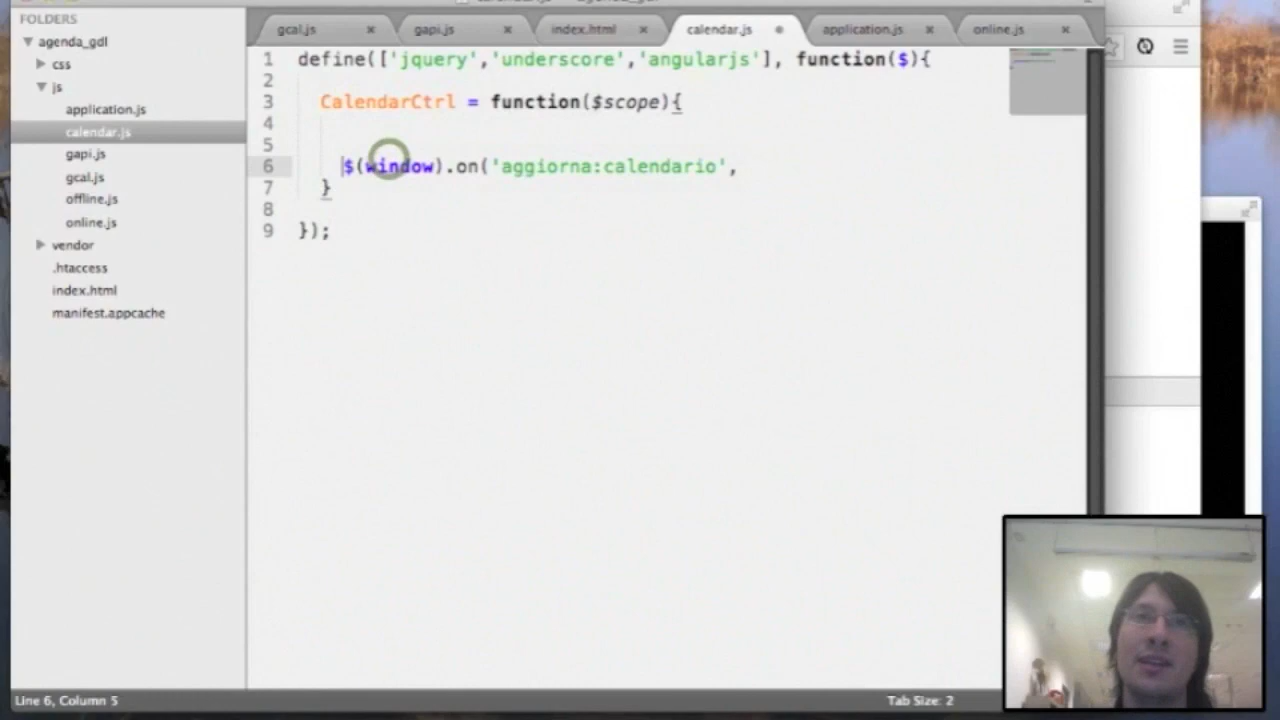 FOLDERS
agenda_gdl
css
js
application.js
calendar.js
gapi.js
gcal.js
offline.js
online.js
vendor
.htaccess
index.html
manifest.appcache
gcal.js
gapi.js
index.html
calendar.js
application.js
online.js
1 define(['jquery','underscore','angularjs'], function($){
2
3 CalendarCtrl = function($scope){
4
5
6 $(window).on('aggiorna:calendario',
7 }
8
9 });
Line 6, Column 5
Tab Size: 2